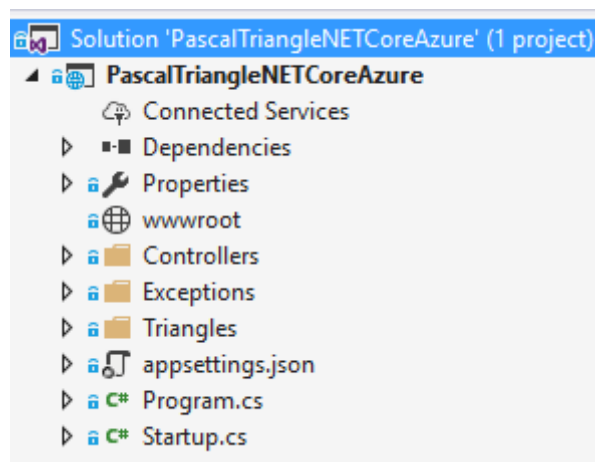 Solution 'PascalTriangleNETCoreAzure' (1 project)
PascalTriangleNETCoreAzure
Connected Services
Dependencies
Properties
wwwroot
Controllers
Exceptions
Triangles
appsettings.json
C# Program.cs
C# Startup.cs